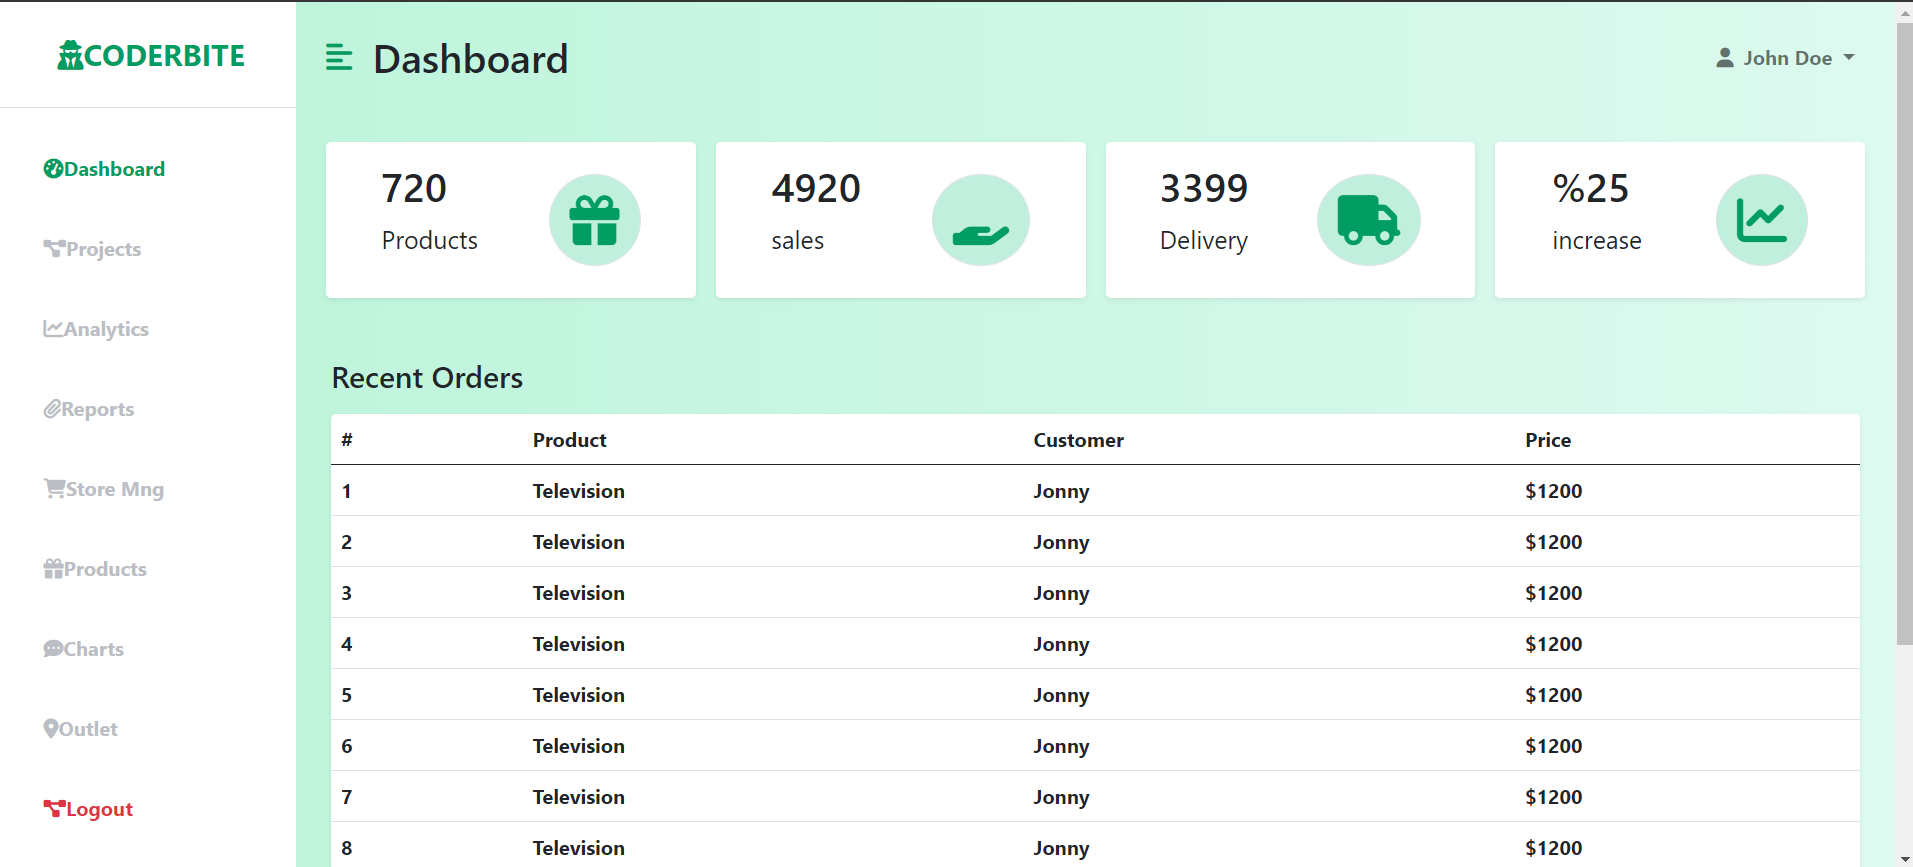 CODERBITE
Dashboard
John Doe
Dashboard
Projects
Analytics
Reports
Store Mng
Products
Charts
Outlet
Logout
720
Products
4920
sales
3399
Delivery
%25
increase
Recent Orders
# Product Customer Price
1 Television Jonny $1200
2 Television Jonny $1200
3 Television Jonny $1200
4 Television Jonny $1200
5 Television Jonny $1200
6 Television Jonny $1200
7 Television Jonny $1200
8 Television Jonny $1200